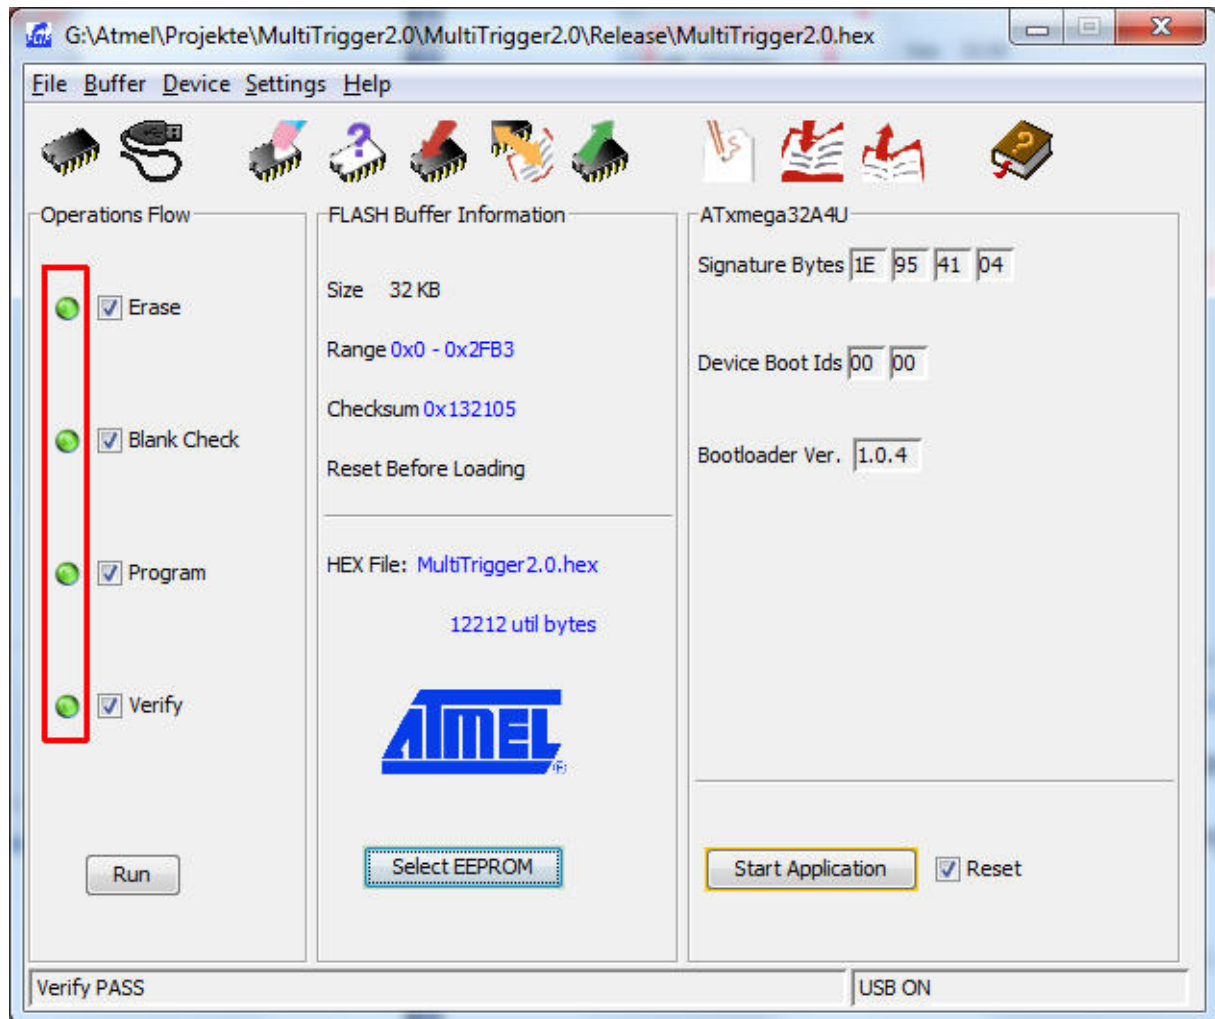 G:\Atmel\Projekte\MultiTrigger2.0\MultiTrigger2.0\Release\MultiTrigger2.0.hex
File Buffer Device Settings Help
Operations Flow
Erase
Blank Check
Program
Verify
Run
FLASH Buffer Information
Size 32 KB
Range 0x0 - 0x2FB3
Checksum 0x132105
Reset Before Loading
HEX File: MultiTrigger2.0.hex
12212 util bytes
ATMEL ®
Select EEPROM
ATxmega32A4U
Signature Bytes 1E 95 41 04
Device Boot Ids 00 00
Bootloader Ver. 1.0.4
Start Application Reset
Verify PASS
USB ON